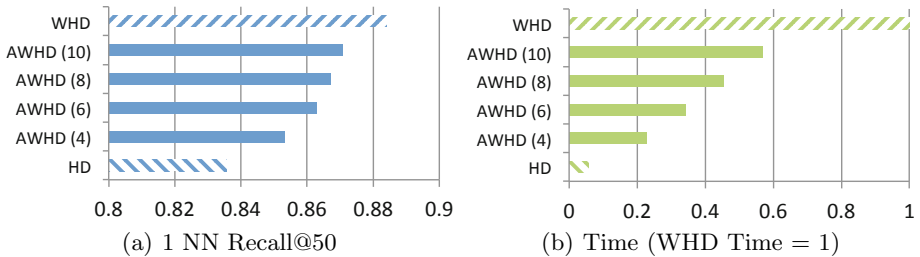 WHD
AWHD (10)
AWHD (8)
AWHD (6)
AWHD (4)
HD
0.8 0.82 0.84 0.86 0.88 0.9
(a) 1 NN Recall@50
WHD
AWHD (10)
AWHD (8)
AWHD (6)
AWHD (4)
HD
0 0.2 0.4 0.6 0.8 1
(b) Time (WHD Time = 1)